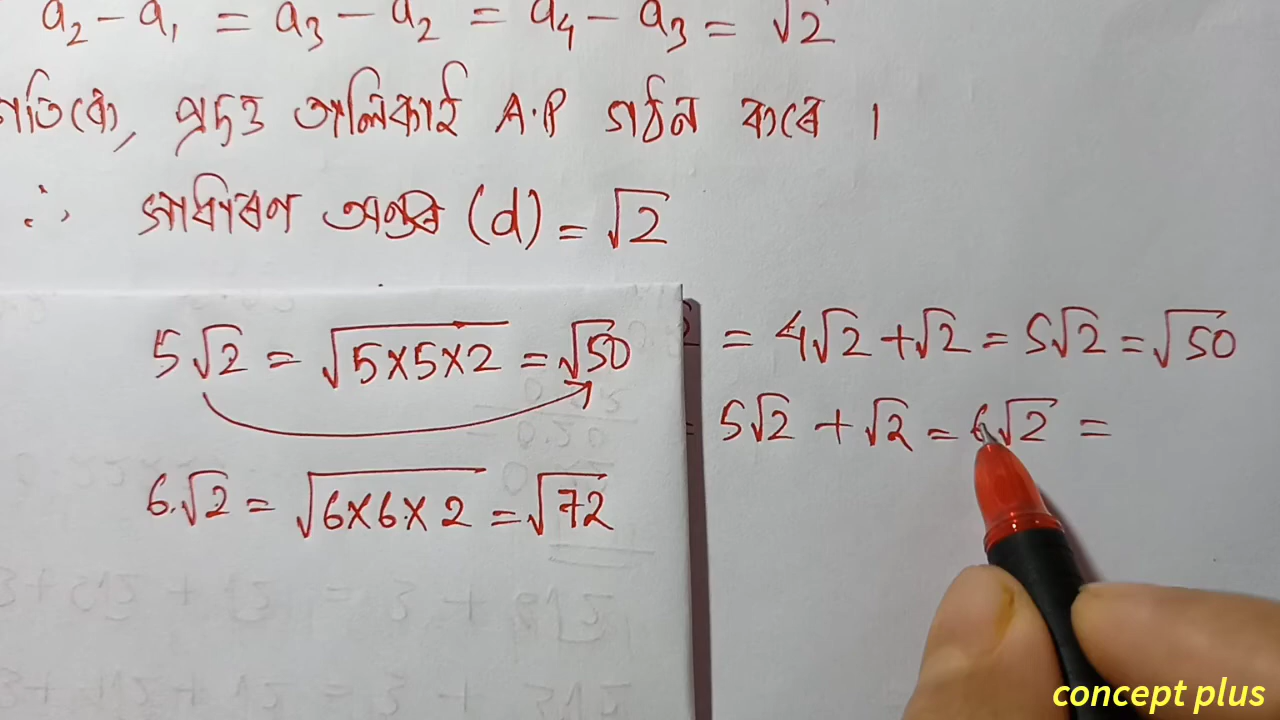 a₂ − a₁ = a₃ − a₂ = a₄ − a₃ = √2
প্ৰদত্ত তালিকাই A.P গঠন কৰে ।
∴ সাধাৰণ অন্তৰ (d) = √2
5√2 = √5×5×2 = √50
6.√2 = √6×6×2 = √72
= 4√2 + √2 = 5√2 = √50
= 5√2 + √2 = 6√2 =
concept plus